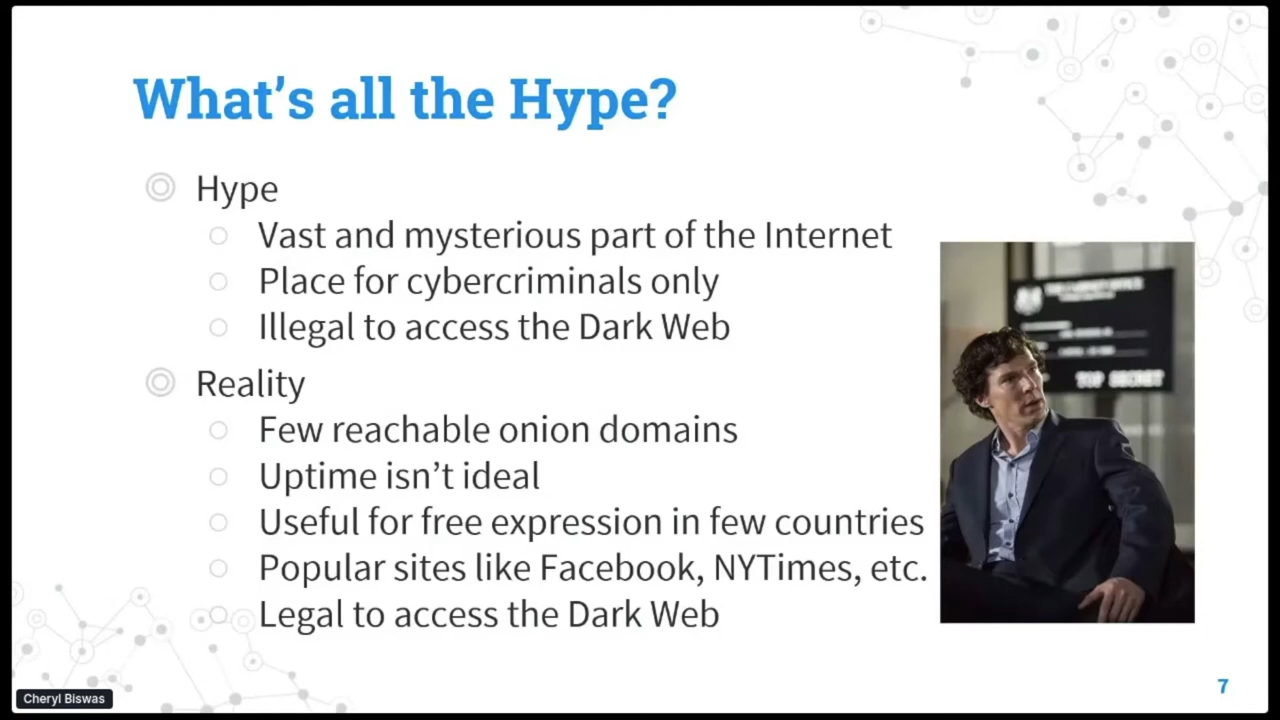 What's all the Hype?
Hype
Vast and mysterious part of the Internet
Place for cybercriminals only
Illegal to access the Dark Web
Reality
Few reachable onion domains
Uptime isn't ideal
Useful for free expression in few countries
Popular sites like Facebook, NYTimes, etc.
Legal to access the Dark Web
TOP SECRET
Cheryl Biswas
7